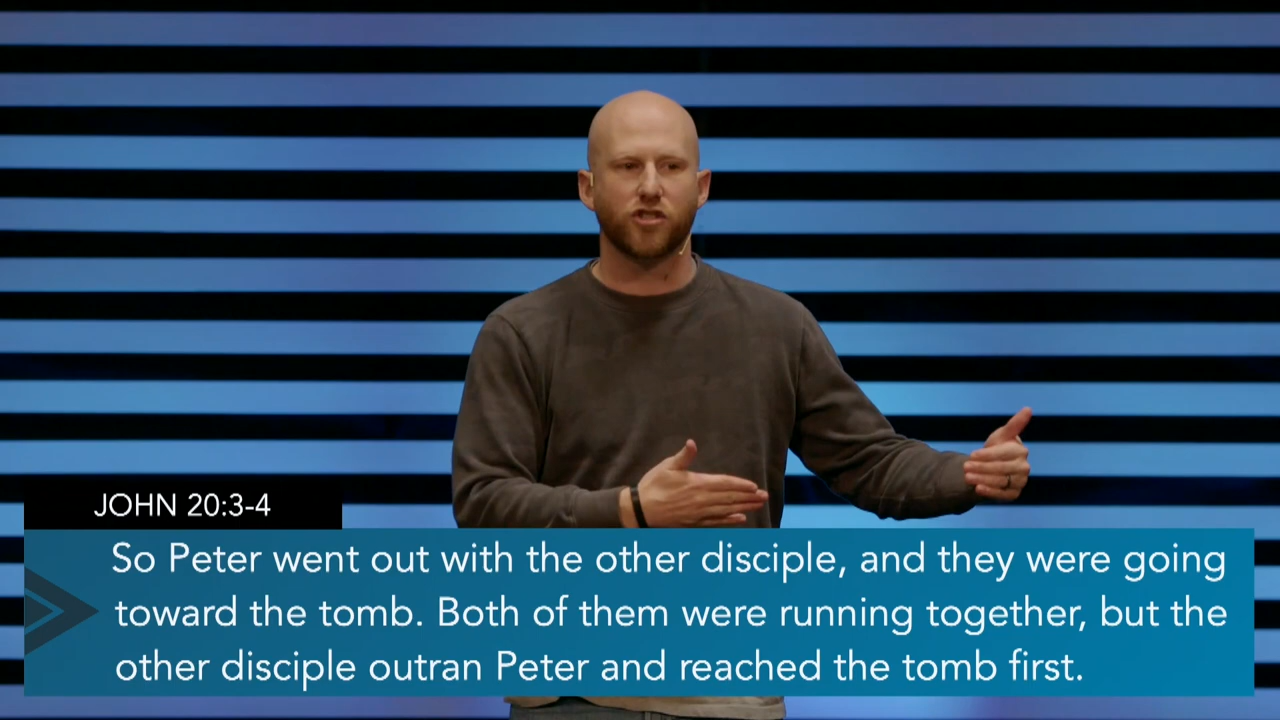 JOHN 20:3-4
So Peter went out with the other disciple, and they were going
toward the tomb. Both of them were running together, but the
other disciple outran Peter and reached the tomb first.